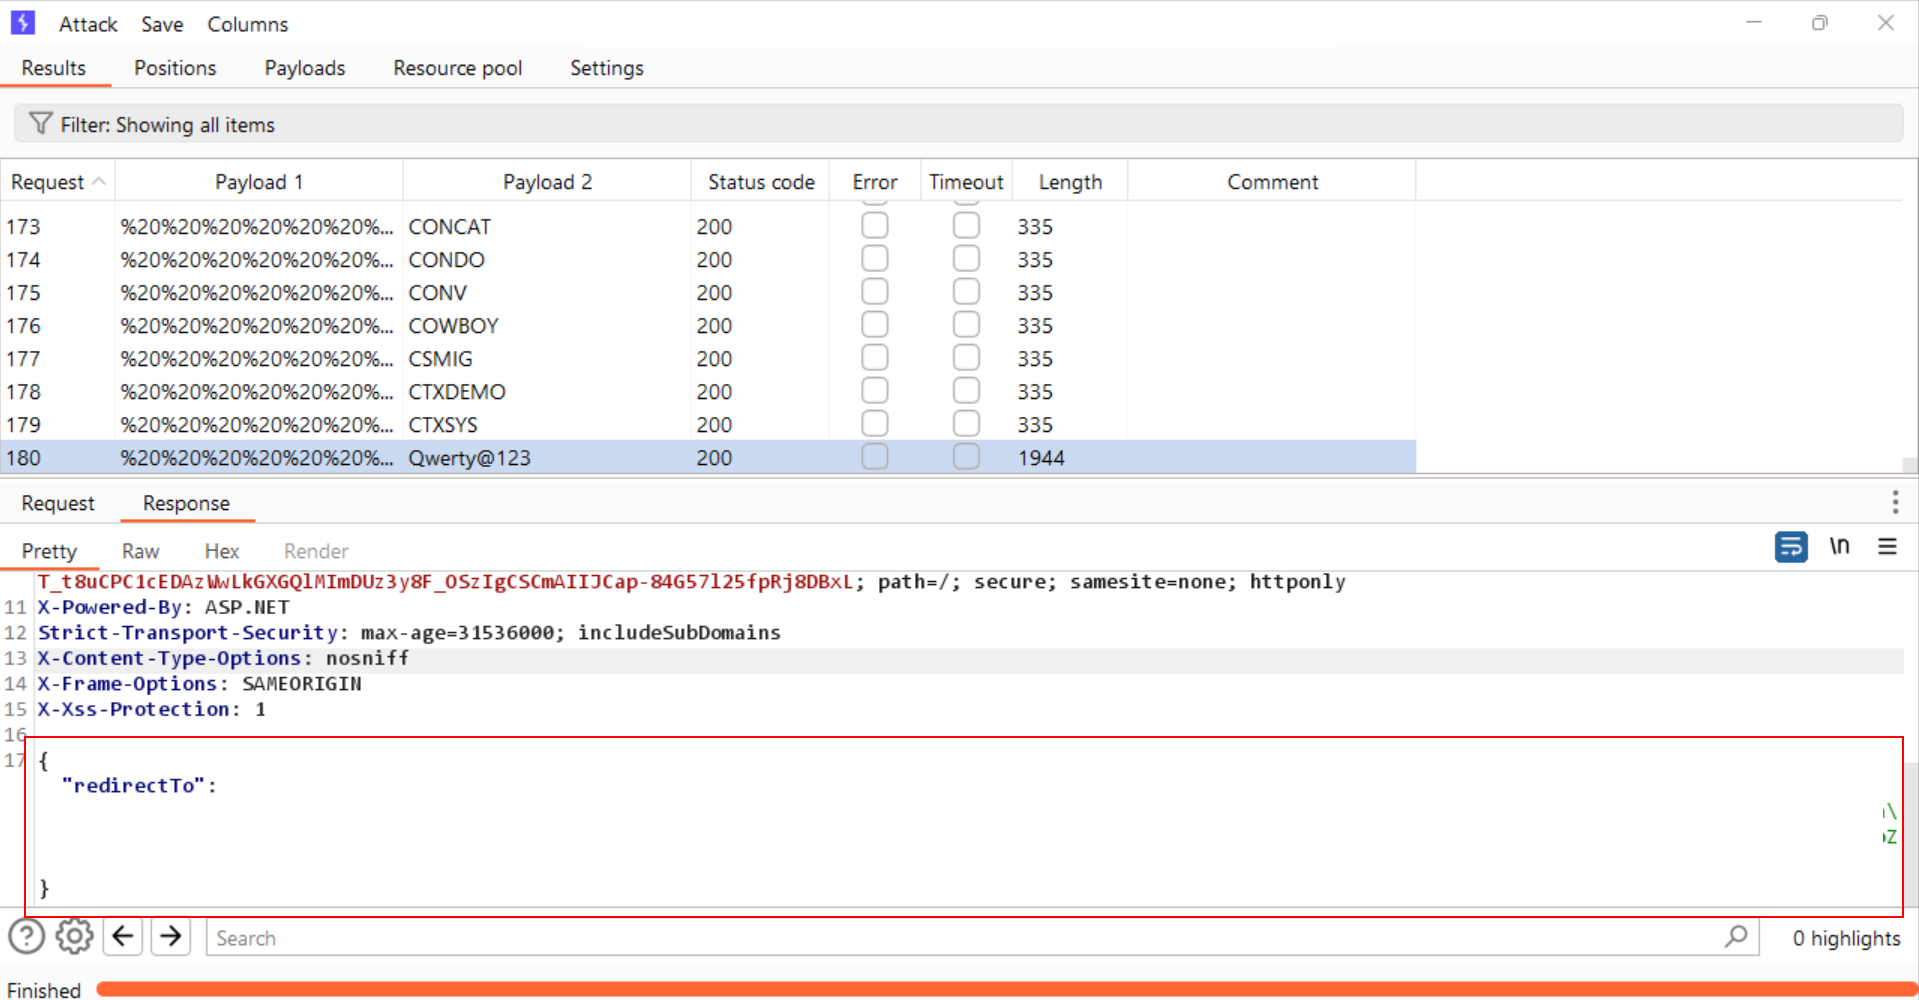 Attack Save Columns
Results Positions Payloads Resource pool Settings
Filter: Showing all items
Request Payload 1 Payload 2 Status code Error Timeout Length Comment
173 %20%20%20%20%20%20%... CONCAT 200 335
174 %20%20%20%20%20%20%... CONDO 200 335
175 %20%20%20%20%20%20%... CONV 200 335
176 %20%20%20%20%20%20%... COWBOY 200 335
177 %20%20%20%20%20%20%... CSMIG 200 335
178 %20%20%20%20%20%20%... CTXDEMO 200 335
179 %20%20%20%20%20%20%... CTXSYS 200 335
180 %20%20%20%20%20%20%... Qwerty@123 200 1944
Request Response
Pretty Raw Hex Render \n
T_t8uCPC1cEDAzWwLkGXGQlMImDUz3y8F_OSzIgCSCmAIIJCap-84G57l25fpRj8DBxL; path=/; secure; samesite=none; httponly
11 X-Powered-By: ASP.NET
12 Strict-Transport-Security: max-age=31536000; includeSubDomains
13 X-Content-Type-Options: nosniff
14 X-Frame-Options: SAMEORIGIN
15 X-Xss-Protection: 1
16
17 {
"redirectTo":
\
Z
}
Search 0 highlights
Finished